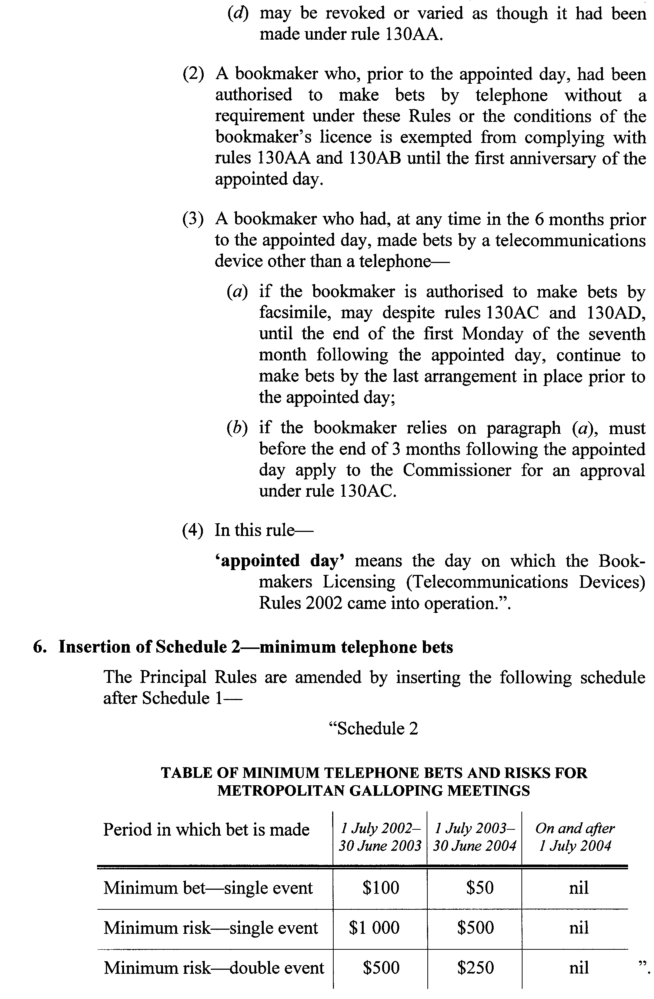 (d) may be revoked or varied as though it had been
made under rule 130AA.
(2) A bookmaker who, prior to the appointed day, had been
authorised to make bets by telephone without a
requirement under these Rules or the conditions of the
bookmaker’s licence is exempted from complying with
rules 130AA and 130AB until the first anniversary of the
appointed day.
(3) A bookmaker who had, at any time in the 6 months prior
to the appointed day, made bets by a telecommunications
device other than a telephone—
(a) if the bookmaker is authorised to make bets by
facsimile, may despite rules 130AC and 130AD,
until the end of the first Monday of the seventh
month following the appointed day, continue to
make bets by the last arrangement in place prior to
the appointed day;
(b) if the bookmaker relies on paragraph (a), must
before the end of 3 months following the appointed
day apply to the Commissioner for an approval
under rule 130AC.
(4) In this rule—
‘appointed day’ means the day on which the Book-
makers Licensing (Telecommunications Devices)
Rules 2002 came into operation.”.
6. Insertion of Schedule 2—minimum telephone bets
The Principal Rules are amended by inserting the following schedule
after Schedule 1—
“Schedule 2
TABLE OF MINIMUM TELEPHONE BETS AND RISKS FOR
METROPOLITAN GALLOPING MEETINGS
Period in which bet is made 1 July 2002– 1 July 2003– On and after
30 June 2003 30 June 2004 1 July 2004
Minimum bet—single event $100 $50 nil
Minimum risk—single event $1 000 $500 nil
Minimum risk—double event $500 $250 nil ”.